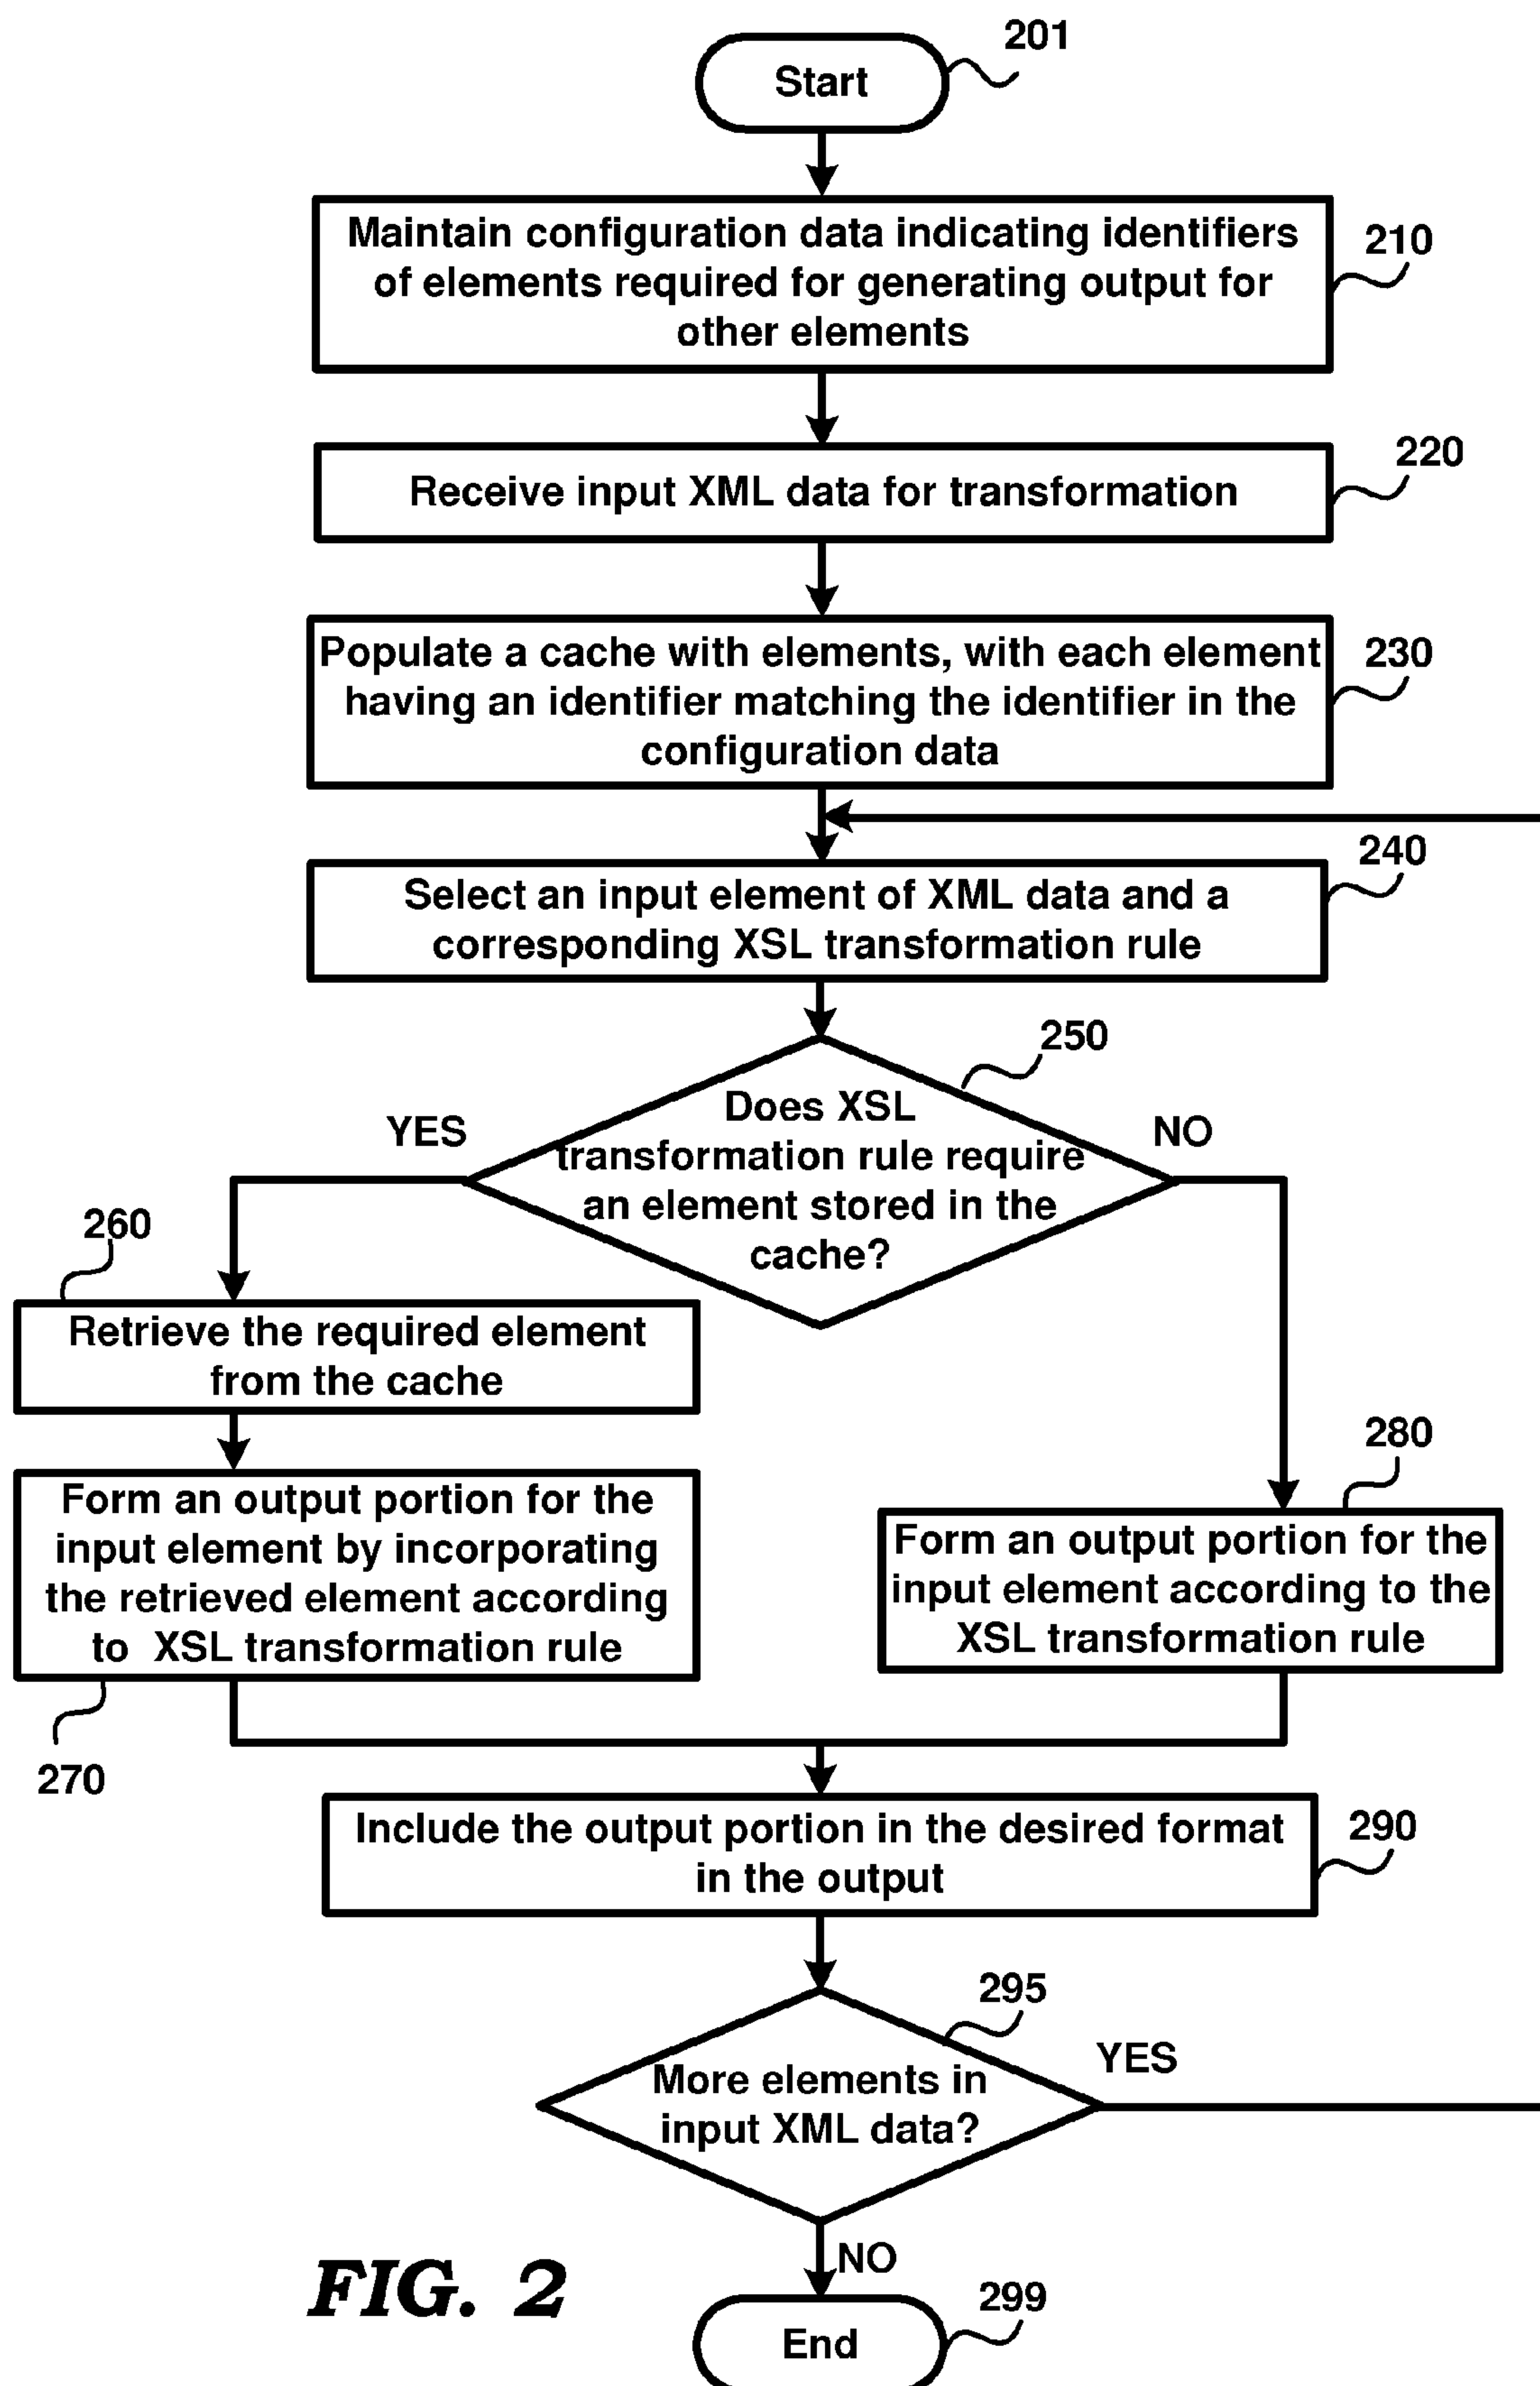 201
Start
Maintain configuration data indicating identifiers
of elements required for generating output for
other elements
210
220
Receive input XML data for transformation
Populate a cache with elements, with each element
having an identifier matching the identifier in the
configuration data
230
240
Select an input element of XML data and a
corresponding XSL transformation rule
250
Does XSL
transformation rule require
an element stored in the
cache?
YES
NO
260
Retrieve the required element
from the cache
Form an output portion for the
input element by incorporating
the retrieved element according
to XSL transformation rule
270
280
Form an output portion for the
input element according to the
XSL transformation rule
Include the output portion in the desired format
in the output
290
295
More elements in
input XML data?
YES
NO
FIG. 2
299
End